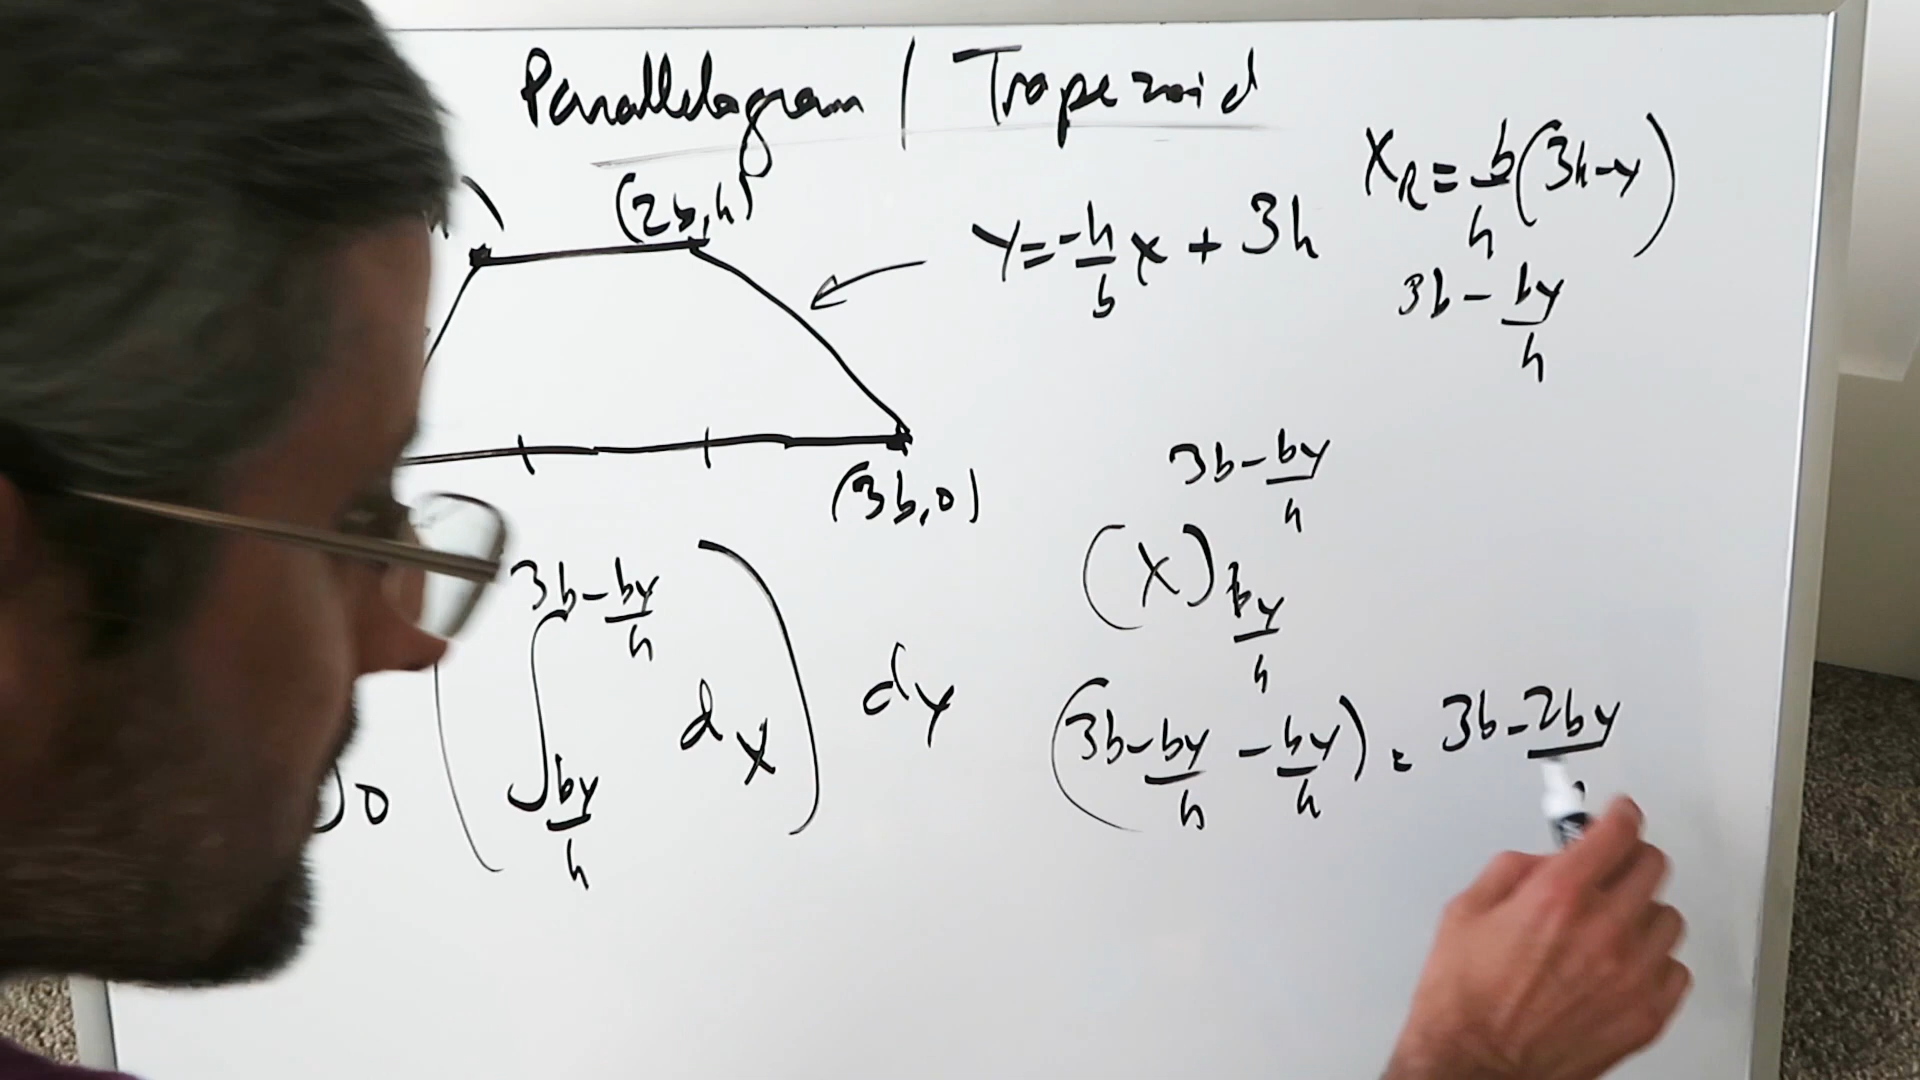 Parallelogram / Trapezoid
(2b,h)
y = -h/b x + 3h
x_R = b/h (3h-y)
3b - by/h
(3b,0)
∫0 (∫_{by/h}^{3b-by/h} dx) dy
(x)_{by/h}^{3b-by/h}
(3b-by/h - by/h) = 3b-2by